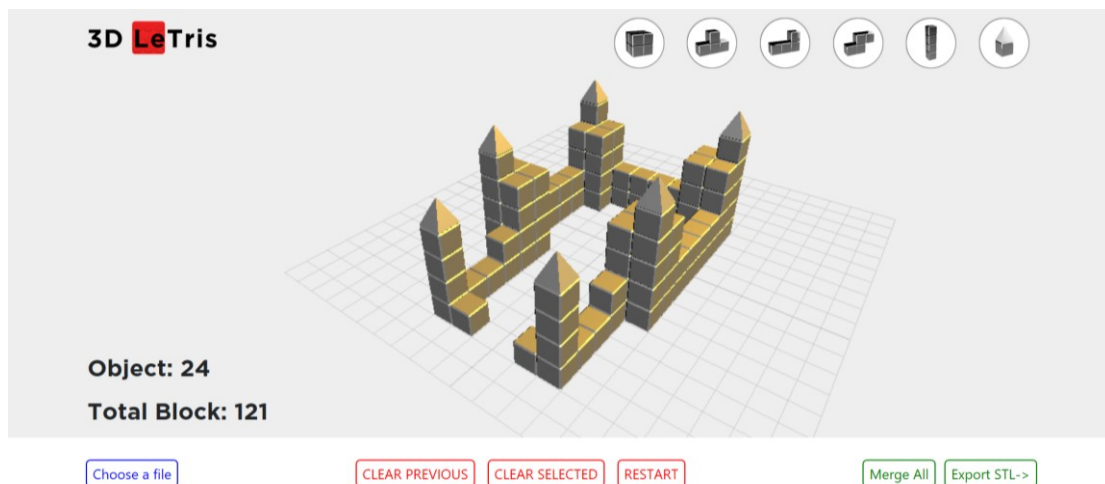 3D LeTris
Object: 24
Total Block: 121
Choose a file
CLEAR PREVIOUS
CLEAR SELECTED
RESTART
Merge All
Export STL->